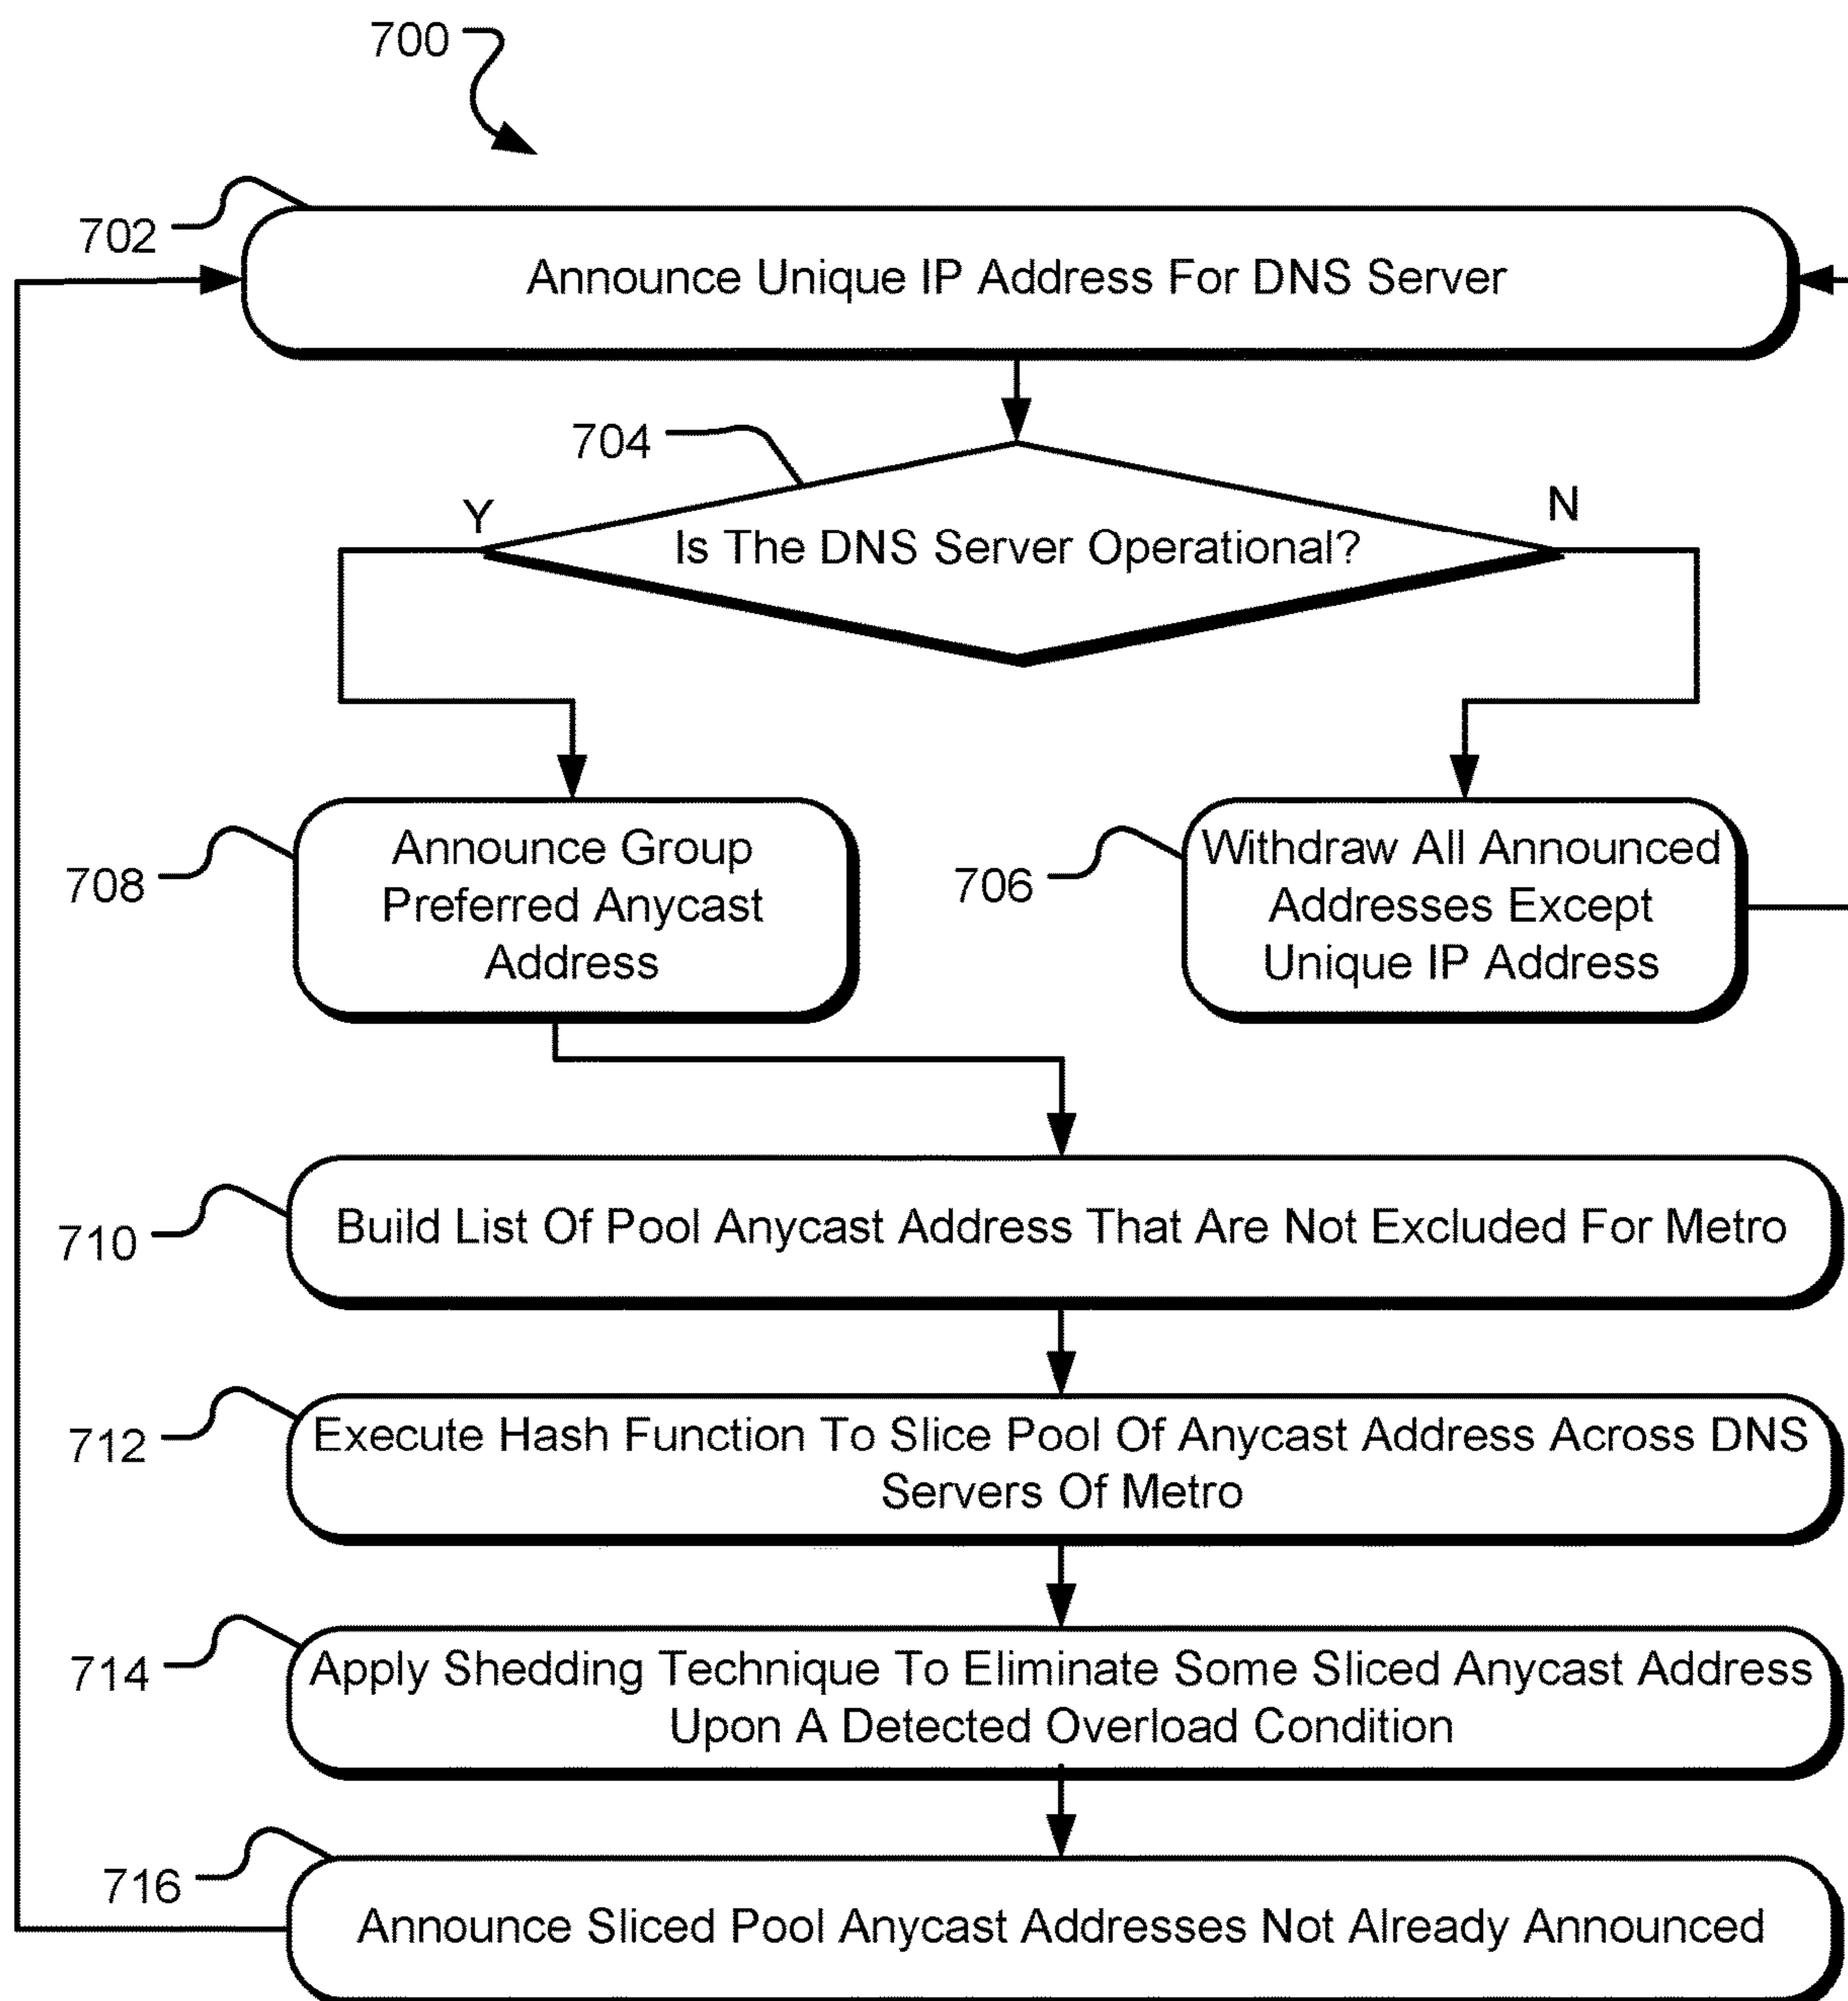 700
702
Announce Unique IP Address For DNS Server
704
Y
N
Is The DNS Server Operational?
708
Announce Group
Preferred Anycast
Address
706
Withdraw All Announced
Addresses Except
Unique IP Address
710
Build List Of Pool Anycast Address That Are Not Excluded For Metro
712
Execute Hash Function To Slice Pool Of Anycast Address Across DNS
Servers Of Metro
714
Apply Shedding Technique To Eliminate Some Sliced Anycast Address
Upon A Detected Overload Condition
716
Announce Sliced Pool Anycast Addresses Not Already Announced